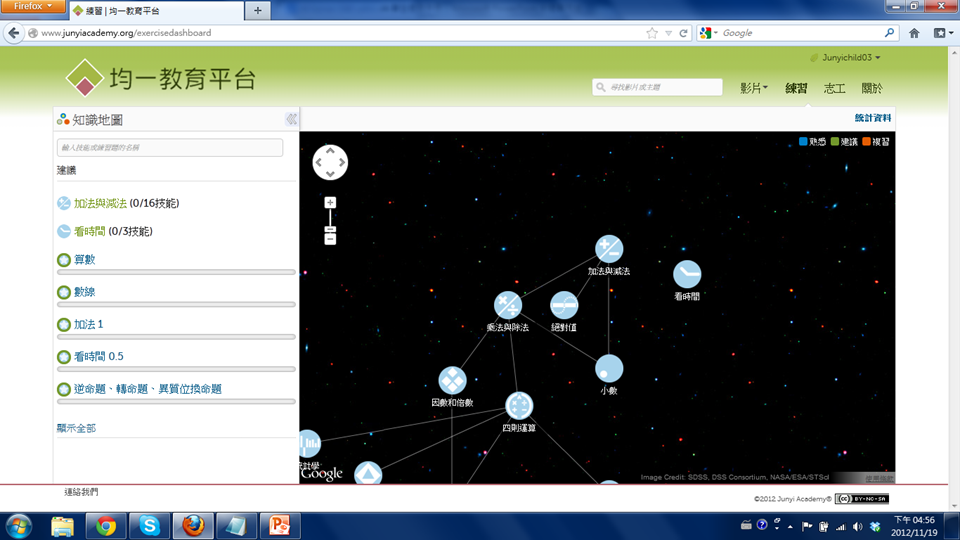 Firefox
練習 | 均一教育平台
www.junyiacademy.org/exercisedashboard
Google
Junyichild03
均一教育平台
尋找影片或主題
影片 練習 志工 關於
知識地圖
統計資料
輸入技能或練習題的名稱
建議
加法與減法 (0/16技能)
看時間 (0/3技能)
算數
數線
加法 1
看時間 0.5
逆命題、轉命題、異質位換命題
顯示全部
熟悉 建議 複習
加法與減法
看時間
乘法與除法
絕對值
小數
因數和倍數
四則運算
統計學
Google
Image Credit: SDSS, DSS Consortium, NASA/ESA/STScI
連絡我們
©2012 Junyi Academy®
CC BY-NC-SA
下午 04:56
2012/11/19